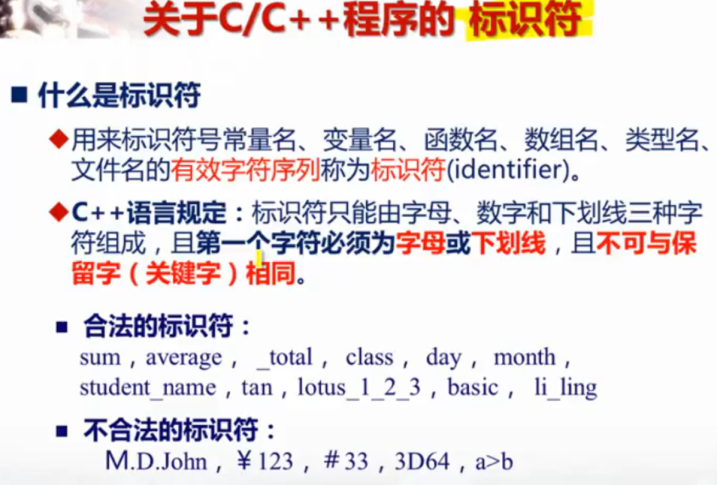 关于C/C++程序的 标识符
■ 什么是标识符
◆用来标识符号常量名、变量名、函数名、数组名、类型名、
文件名的有效字符序列称为标识符(identifier)。
◆C++语言规定：标识符只能由字母、数字和下划线三种字
符组成，且第一个字符必须为字母或下划线，且不可与保
留字（关键字）相同。
■ 合法的标识符：
sum，average， _total， class， day， month，
student_name，tan，lotus_1_2_3，basic， li_ling
■ 不合法的标识符：
M.D.John，￥123，＃33，3D64，a>b